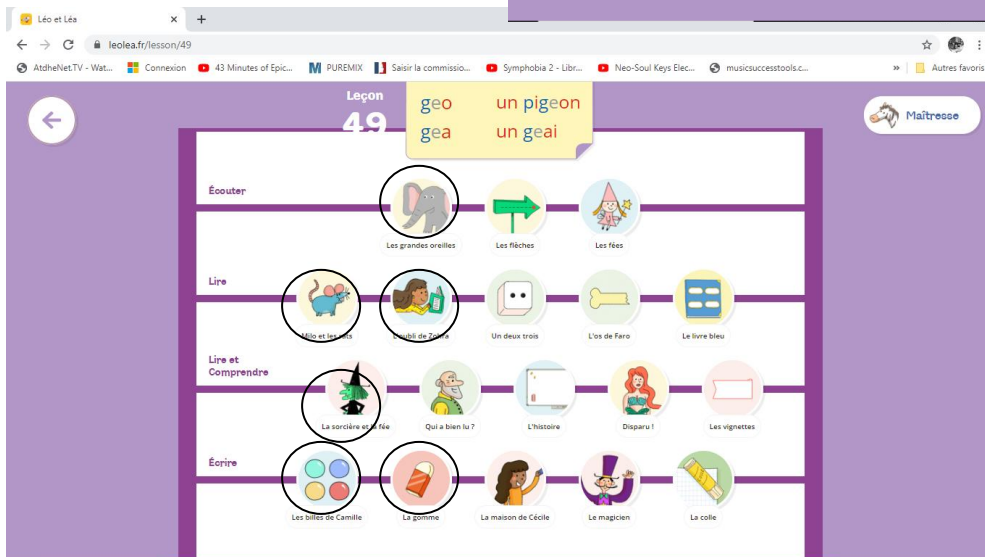 Léo et Léa
leolea.fr/lesson/49
AtdheNet.TV - Wat... Connexion 43 Minutes of Epic... PUREMIX Saisir la commissio... Symphobia 2 - Libr... Neo-Soul Keys Elec... musicsuccesstools.c... » Autres favoris
Leçon
49
geo un pigeon
gea un geai
Maîtresse
Écouter
Les grandes oreilles Les flèches Les fées
Lire
Milo et les rats L'oubli de Zohra Un deux trois L'os de Faro Le livre bleu
Lire et
Comprendre
La sorcière et la fée Qui a bien lu ? L'histoire Disparu ! Les vignettes
Écrire
Les billes de Camille La gomme La maison de Cécile Le magicien La colle